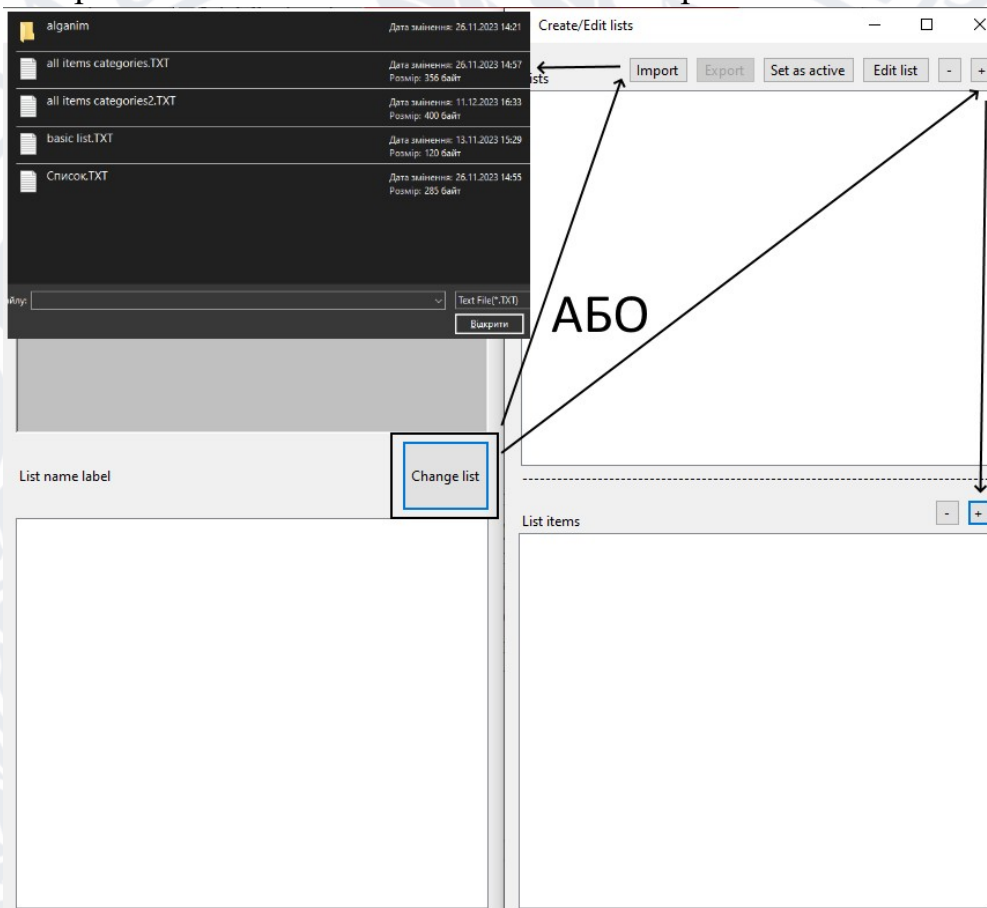 alganim
Дата змінення: 26.11.2023 14:21
all items categories.TXT
Дата змінення: 26.11.2023 14:57
Розмір: 356 байт
all items categories2.TXT
Дата змінення: 11.12.2023 16:33
Розмір: 400 байт
basic list.TXT
Дата змінення: 13.11.2023 15:29
Розмір: 120 байт
Список.TXT
Дата змінення: 26.11.2023 14:55
Розмір: 285 байт
Text File(*.TXT)
Відкрити
Create/Edit lists
Import Export Set as active Edit list - +
АБО
List name label
Change list
- +
List items